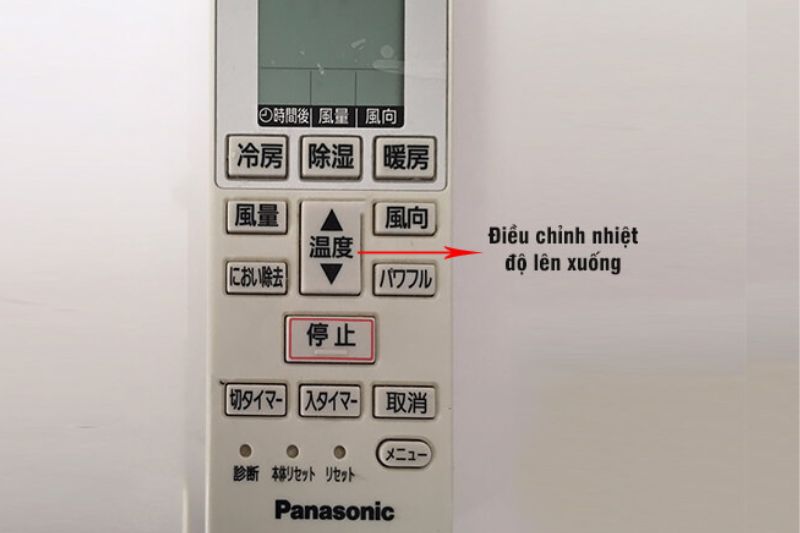 時間後 風量 風向
冷房 除湿 暖房
風量 ▲ 風向
温度
▼
Điều chỉnh nhiệt
độ lên xuống
におい除去 パワフル
停止
切タイマー 入タイマー 取消
メニュー
診断 本体リセット リセット
Panasonic